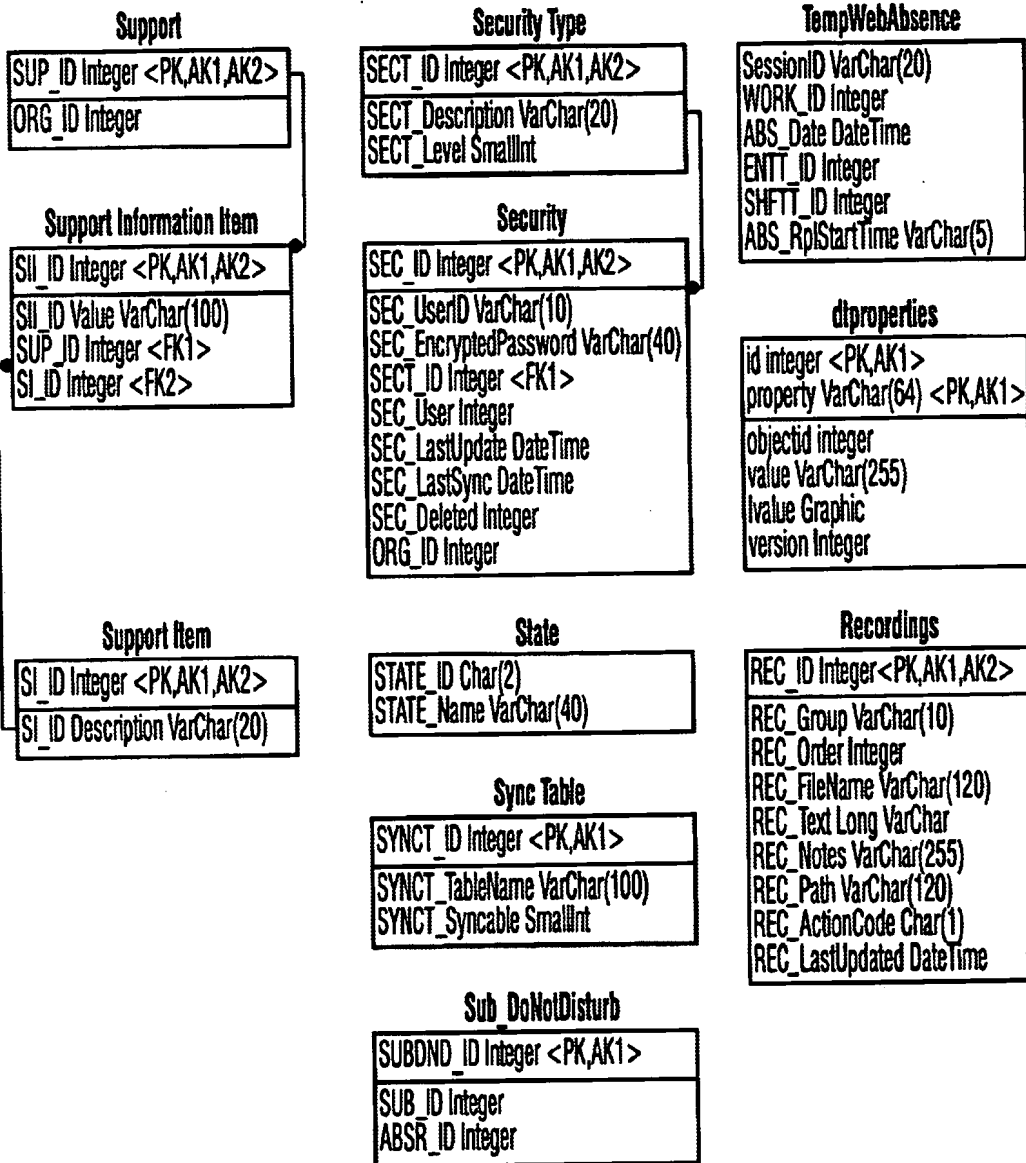 Support
SUP_ID Integer <PK,AK1,AK2>
ORG_ID Integer
Support Information Item
SII_ID Integer <PK,AK1,AK2>
SII_ID Value VarChar(100)
SUP_ID Integer <FK1>
SI_ID Integer <FK2>
Support Item
SI_ID Integer <PK,AK1,AK2>
SI_ID Description VarChar(20)
Security Type
SECT_ID Integer <PK,AK1,AK2>
SECT_Description VarChar(20)
SECT_Level SmallInt
Security
SEC_ID Integer <PK,AK1,AK2>
SEC_UserID VarChar(10)
SEC_EncryptedPassword VarChar(40)
SECT_ID Integer <FK1>
SEC_User Integer
SEC_LastUpdate DateTime
SEC_LastSync DateTime
SEC_Deleted Integer
ORG_ID Integer
State
STATE_ID Char(2)
STATE_Name VarChar(40)
Sync Table
SYNCT_ID Integer <PK,AK1>
SYNCT_TableName VarChar(100)
SYNCT_Syncable SmallInt
Sub_DoNotDisturb
SUBDND_ID Integer <PK,AK1>
SUB_ID Integer
ABSR_ID Integer
TempWebAbsence
SessionID VarChar(20)
WORK_ID Integer
ABS_Date DateTime
ENTT_ID Integer
SHFTT_ID Integer
ABS_RplStartTime VarChar(5)
dtproperties
id integer <PK,AK1>
property VarChar(64) <PK,AK1>
objectid integer
value VarChar(255)
lvalue Graphic
version Integer
Recordings
REC_ID Integer<PK,AK1,AK2>
REC_Group VarChar(10)
REC_Order Integer
REC_FileName VarChar(120)
REC_Text Long VarChar
REC_Notes VarChar(255)
REC_Path VarChar(120)
REC_ActionCode Char(1)
REC_LastUpdated DateTime